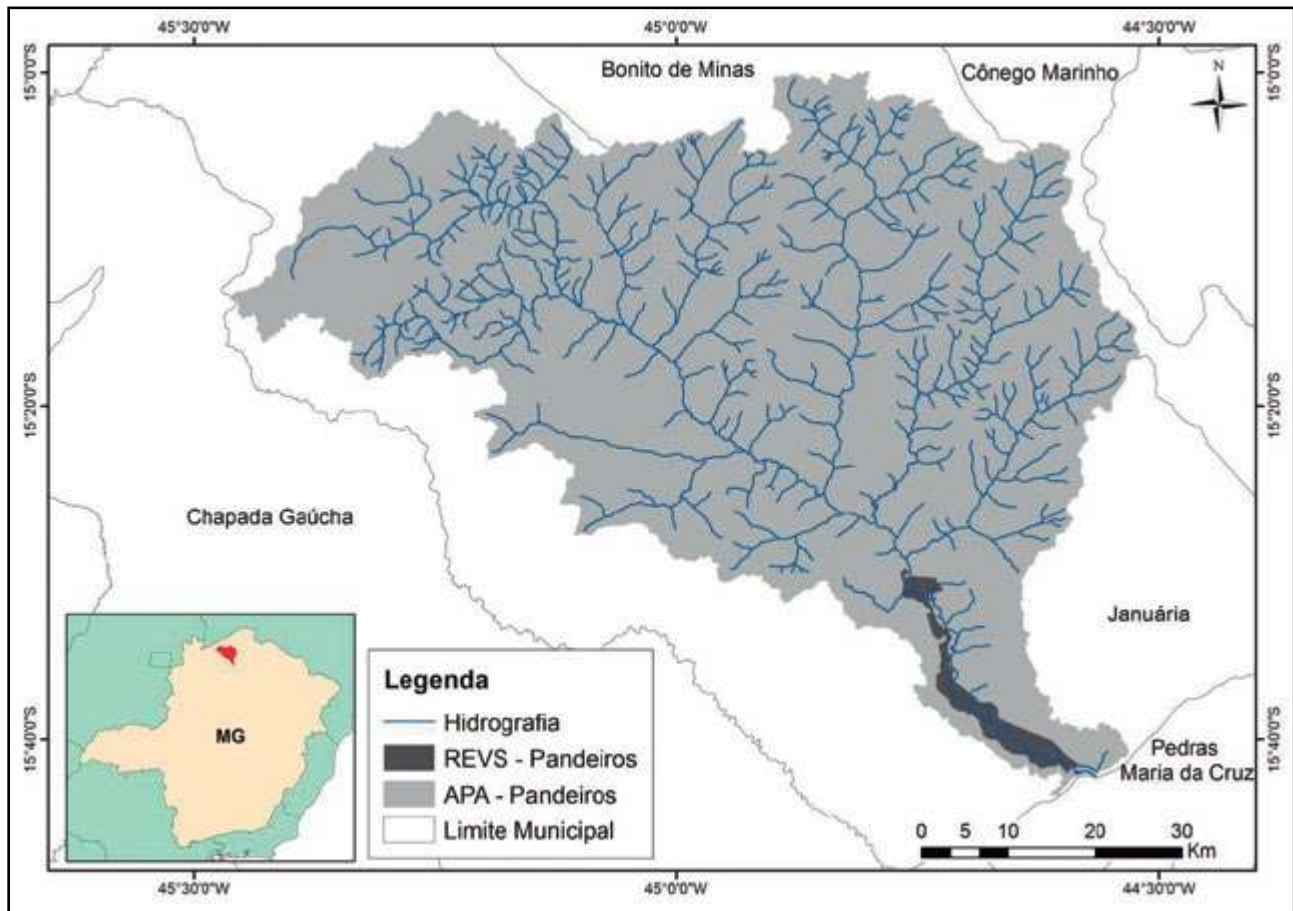 45°30'0"W
45°0'0"W
44°30'0"W
15°0'0"S
15°0'0"S
Bonito de Minas
Cônego Marinho
N
15°20'0"S
15°20'0"S
Chapada Gaúcha
Januária
Legenda
Hidrografia
REVS - Pandeiros
APA - Pandeiros
Limite Municipal
MG
15°40'0"S
15°40'0"S
Pedras
Maria da Cruz
0 5 10 20 30
Km
45°30'0"W
45°0'0"W
44°30'0"W